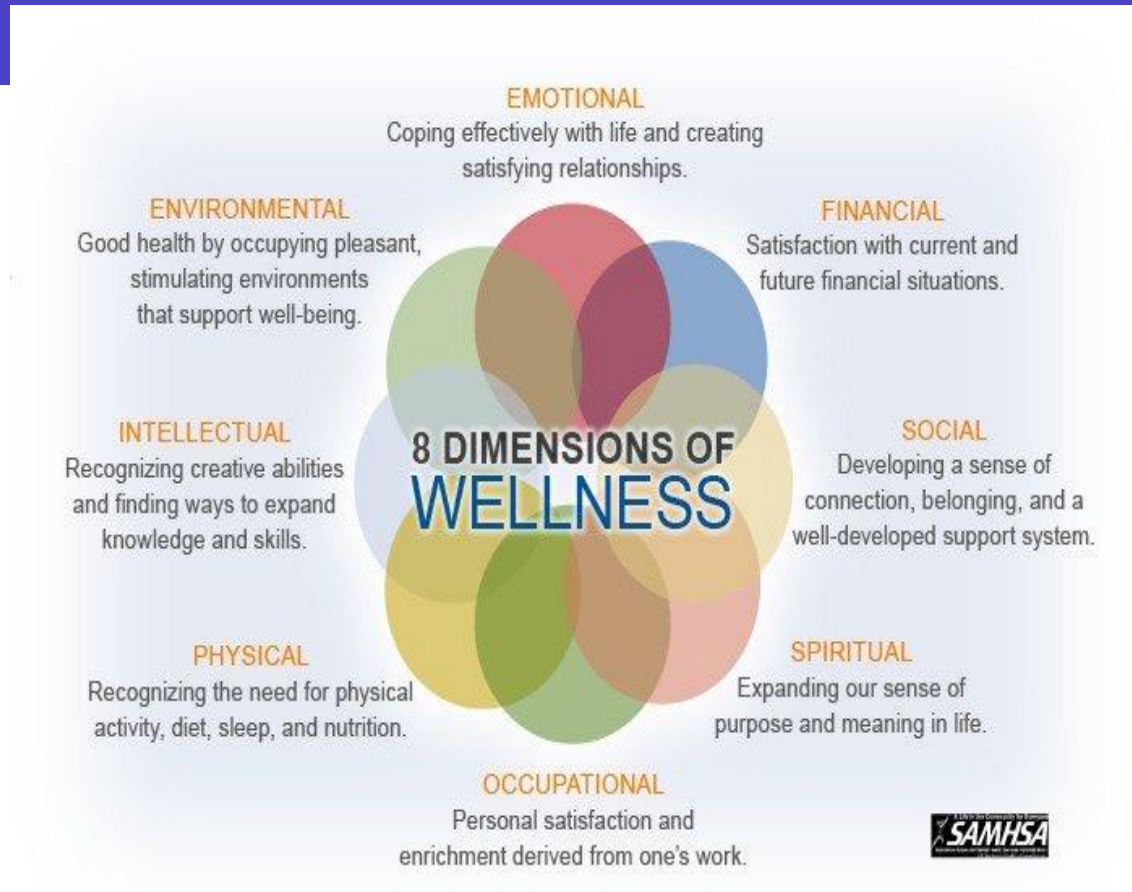 EMOTIONAL
Coping effectively with life and creating
satisfying relationships.
FINANCIAL
Satisfaction with current and
future financial situations.
SOCIAL
Developing a sense of
connection, belonging, and a
well-developed support system.
SPIRITUAL
Expanding our sense of
purpose and meaning in life.
OCCUPATIONAL
Personal satisfaction and
enrichment derived from one's work.
PHYSICAL
Recognizing the need for physical
activity, diet, sleep, and nutrition.
INTELLECTUAL
Recognizing creative abilities
and finding ways to expand
knowledge and skills.
ENVIRONMENTAL
Good health by occupying pleasant,
stimulating environments
that support well-being.
8 DIMENSIONS OF
WELLNESS
SAMHSA